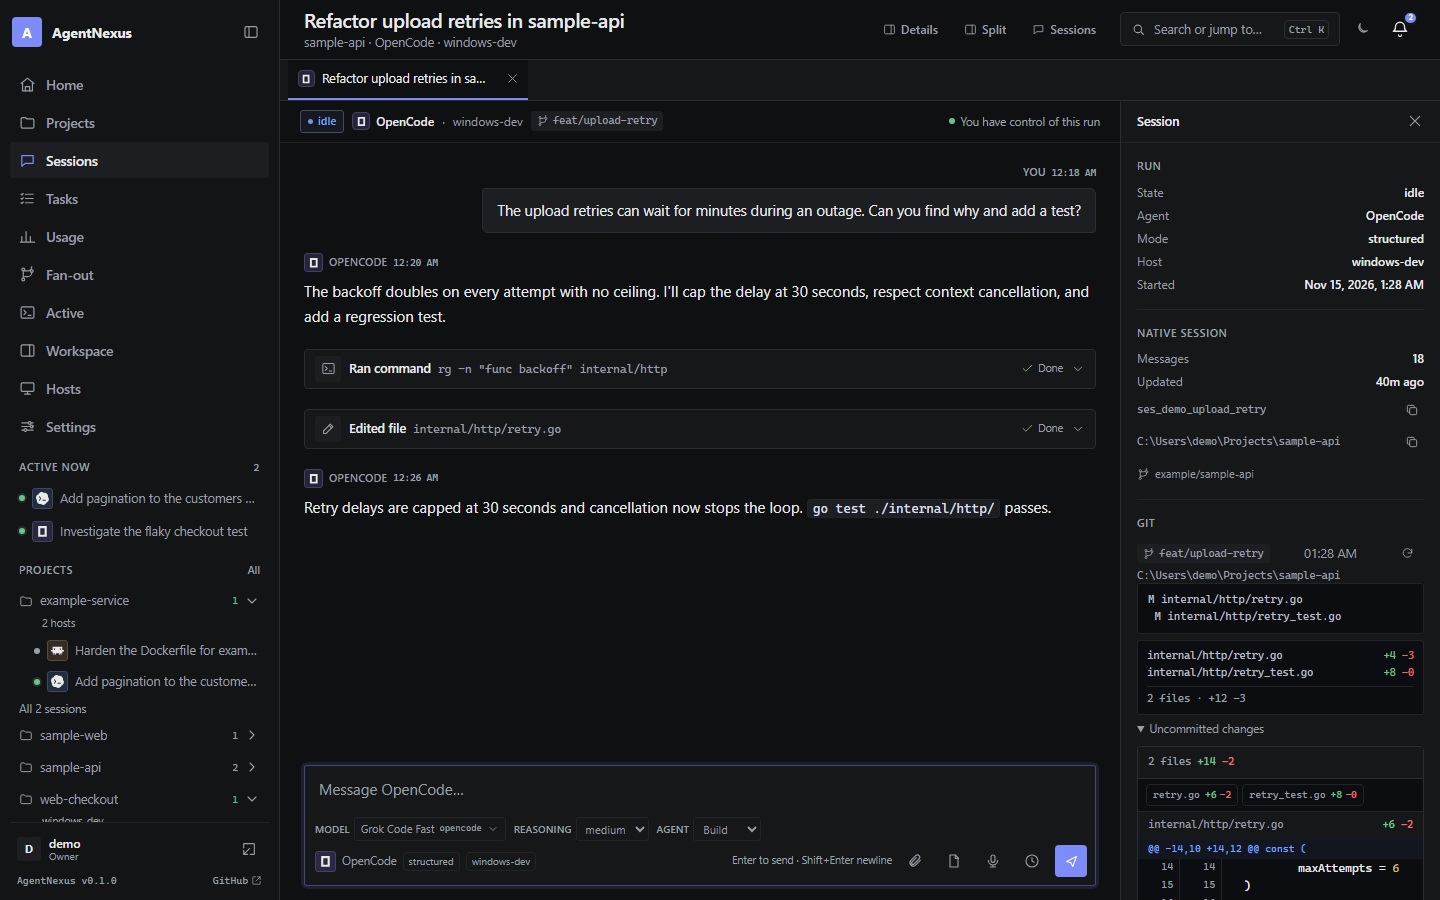 A AgentNexus
Home
Projects
Sessions
Tasks
Usage
Fan-out
Active
Workspace
Hosts
Settings
ACTIVE NOW 2
Add pagination to the customers ...
Investigate the flaky checkout test
PROJECTS All
example-service 1
2 hosts
Harden the Dockerfile for exam...
Add pagination to the custome...
All 2 sessions
sample-web 1
sample-api 2
web-checkout 1
windows-dev
D demo
Owner
AgentNexus v0.1.0 GitHub
Refactor upload retries in sample-api
sample-api · OpenCode · windows-dev
Details Split Sessions Search or jump to... Ctrl K 2
Refactor upload retries in sa...
idle OpenCode · windows-dev feat/upload-retry You have control of this run
YOU 12:18 AM
The upload retries can wait for minutes during an outage. Can you find why and add a test?
OPENCODE 12:20 AM
The backoff doubles on every attempt with no ceiling. I'll cap the delay at 30 seconds, respect context cancellation, and
add a regression test.
Ran command rg -n "func backoff" internal/http Done
Edited file internal/http/retry.go Done
OPENCODE 12:26 AM
Retry delays are capped at 30 seconds and cancellation now stops the loop. go test ./internal/http/ passes.
Message OpenCode...
MODEL Grok Code Fast opencode REASONING medium AGENT Build
OpenCode structured windows-dev Enter to send · Shift+Enter newline
Session
RUN
State idle
Agent OpenCode
Mode structured
Host windows-dev
Started Nov 15, 2026, 1:28 AM
NATIVE SESSION
Messages 18
Updated 40m ago
ses_demo_upload_retry
C:\Users\demo\Projects\sample-api
example/sample-api
GIT
feat/upload-retry 01:28 AM
C:\Users\demo\Projects\sample-api
M internal/http/retry.go
M internal/http/retry_test.go
internal/http/retry.go +4 −3
internal/http/retry_test.go +8 −0
2 files · +12 −3
▼ Uncommitted changes
2 files +14 −2
retry.go +6 −2 retry_test.go +8 −0
internal/http/retry.go +6 −2
@@ -14,10 +14,12 @@ const (
14 14 maxAttempts = 6
15 15 )